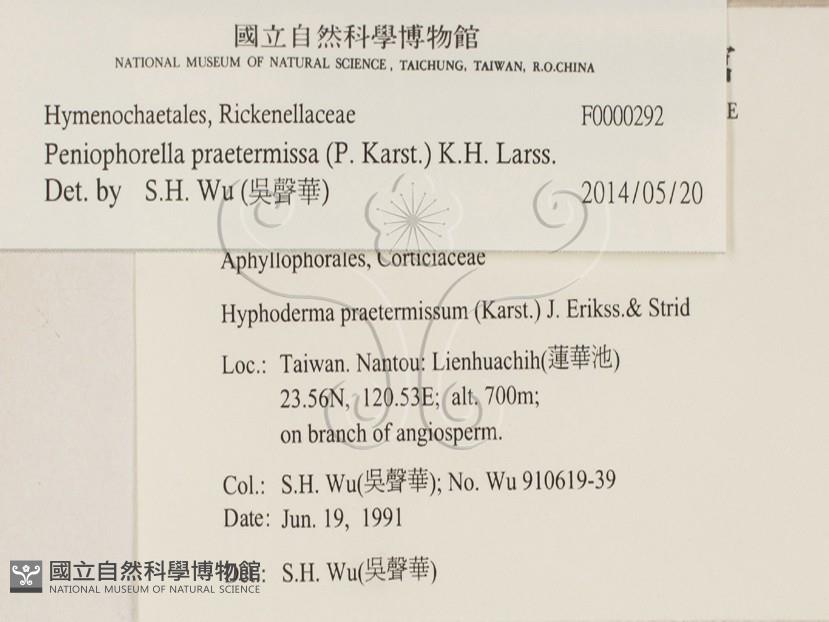 國立自然科學博物館
NATIONAL MUSEUM OF NATURAL SCIENCE, TAICHUNG, TAIWAN, R.O.CHINA
Hymenochaetales, Rickenellaceae F0000292
Peniophorella praetermissa (P. Karst.) K.H. Larss.
Det. by S.H. Wu (吳聲華) 2014/05/20
Aphyllophorales, Corticiaceae
Hyphoderma praetermissum (Karst.) J. Erikss.& Strid
Loc.: Taiwan. Nantou: Lienhuachih(蓮華池)
23.56N, 120.53E; alt. 700m;
on branch of angiosperm.
Col.: S.H. Wu(吳聲華); No. Wu 910619-39
Date: Jun. 19, 1991
Det.: S.H. Wu(吳聲華)
國立自然科學博物館
NATIONAL MUSEUM OF NATURAL SCIENCE